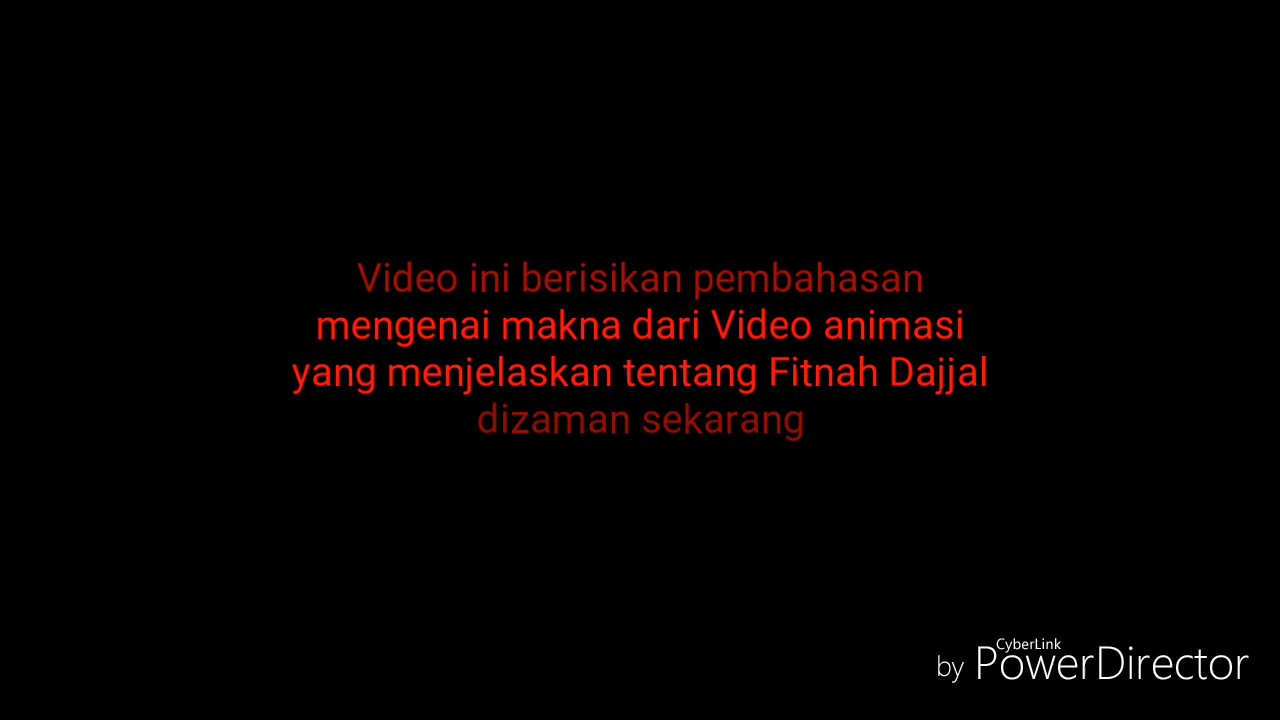 Video ini berisikan pembahasan
mengenai makna dari Video animasi
yang menjelaskan tentang Fitnah Dajjal
dizaman sekarang
CyberLink
by PowerDirector